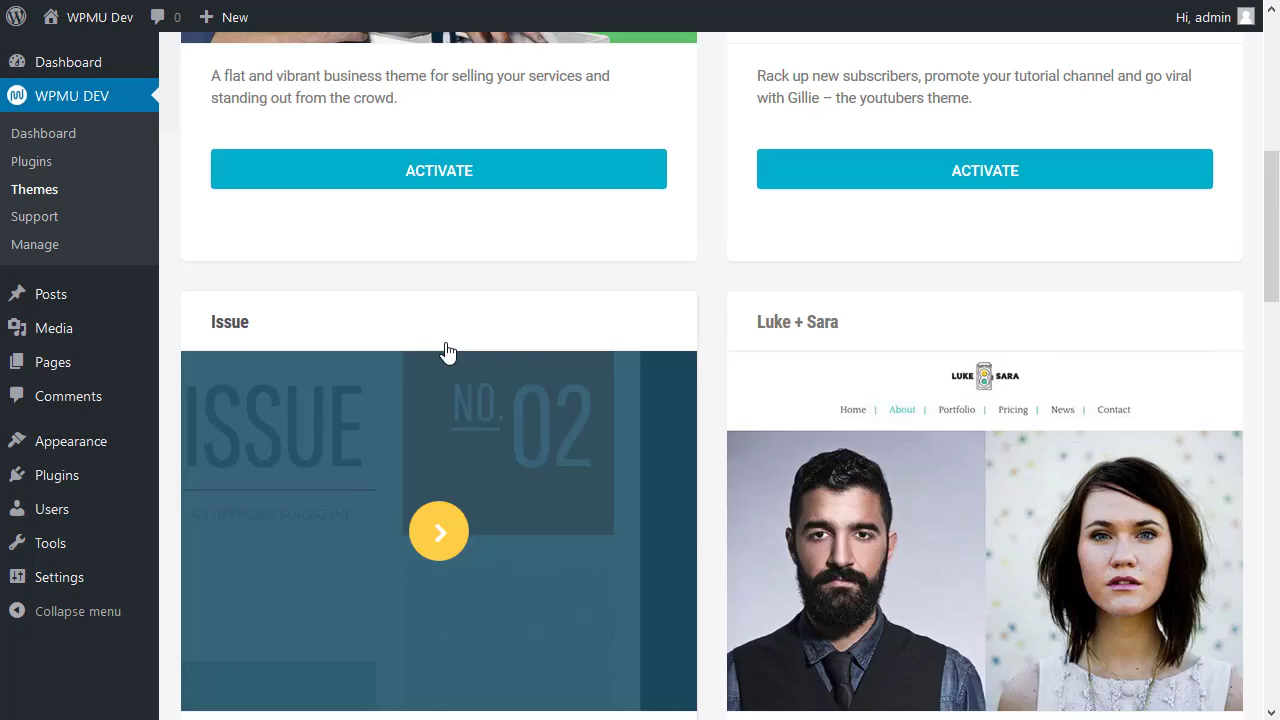 WPMU Dev
0
New
Hi, admin
Dashboard
WPMU DEV
Dashboard
Plugins
Themes
Support
Manage
Posts
Media
Pages
Comments
Appearance
Plugins
Users
Tools
Settings
Collapse menu
A flat and vibrant business theme for selling your services and
standing out from the crowd.
ACTIVATE
Rack up new subscribers, promote your tutorial channel and go viral
with Gillie – the youtubers theme.
ACTIVATE
Issue
ISSUE
AN UPFRONT MAGAZINE
NO. 02
Luke + Sara
LUKE SARA
Home | About | Portfolio | Pricing | News | Contact